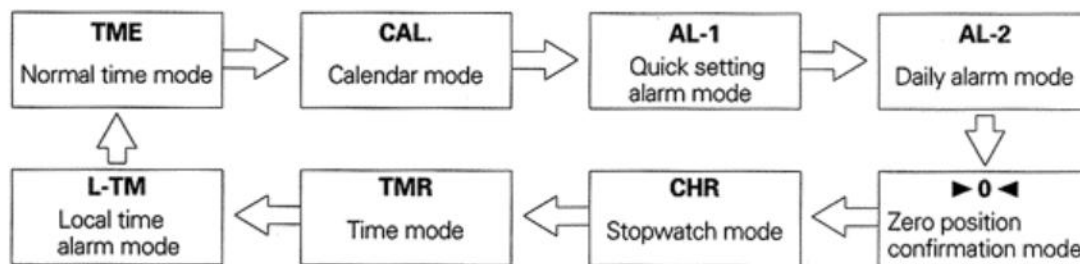 TME
Normal time mode
CAL.
Calendar mode
AL-1
Quick setting
alarm mode
AL-2
Daily alarm mode
L-TM
Local time
alarm mode
TMR
Time mode
CHR
Stopwatch mode
►0◄
Zero position
confirmation mode